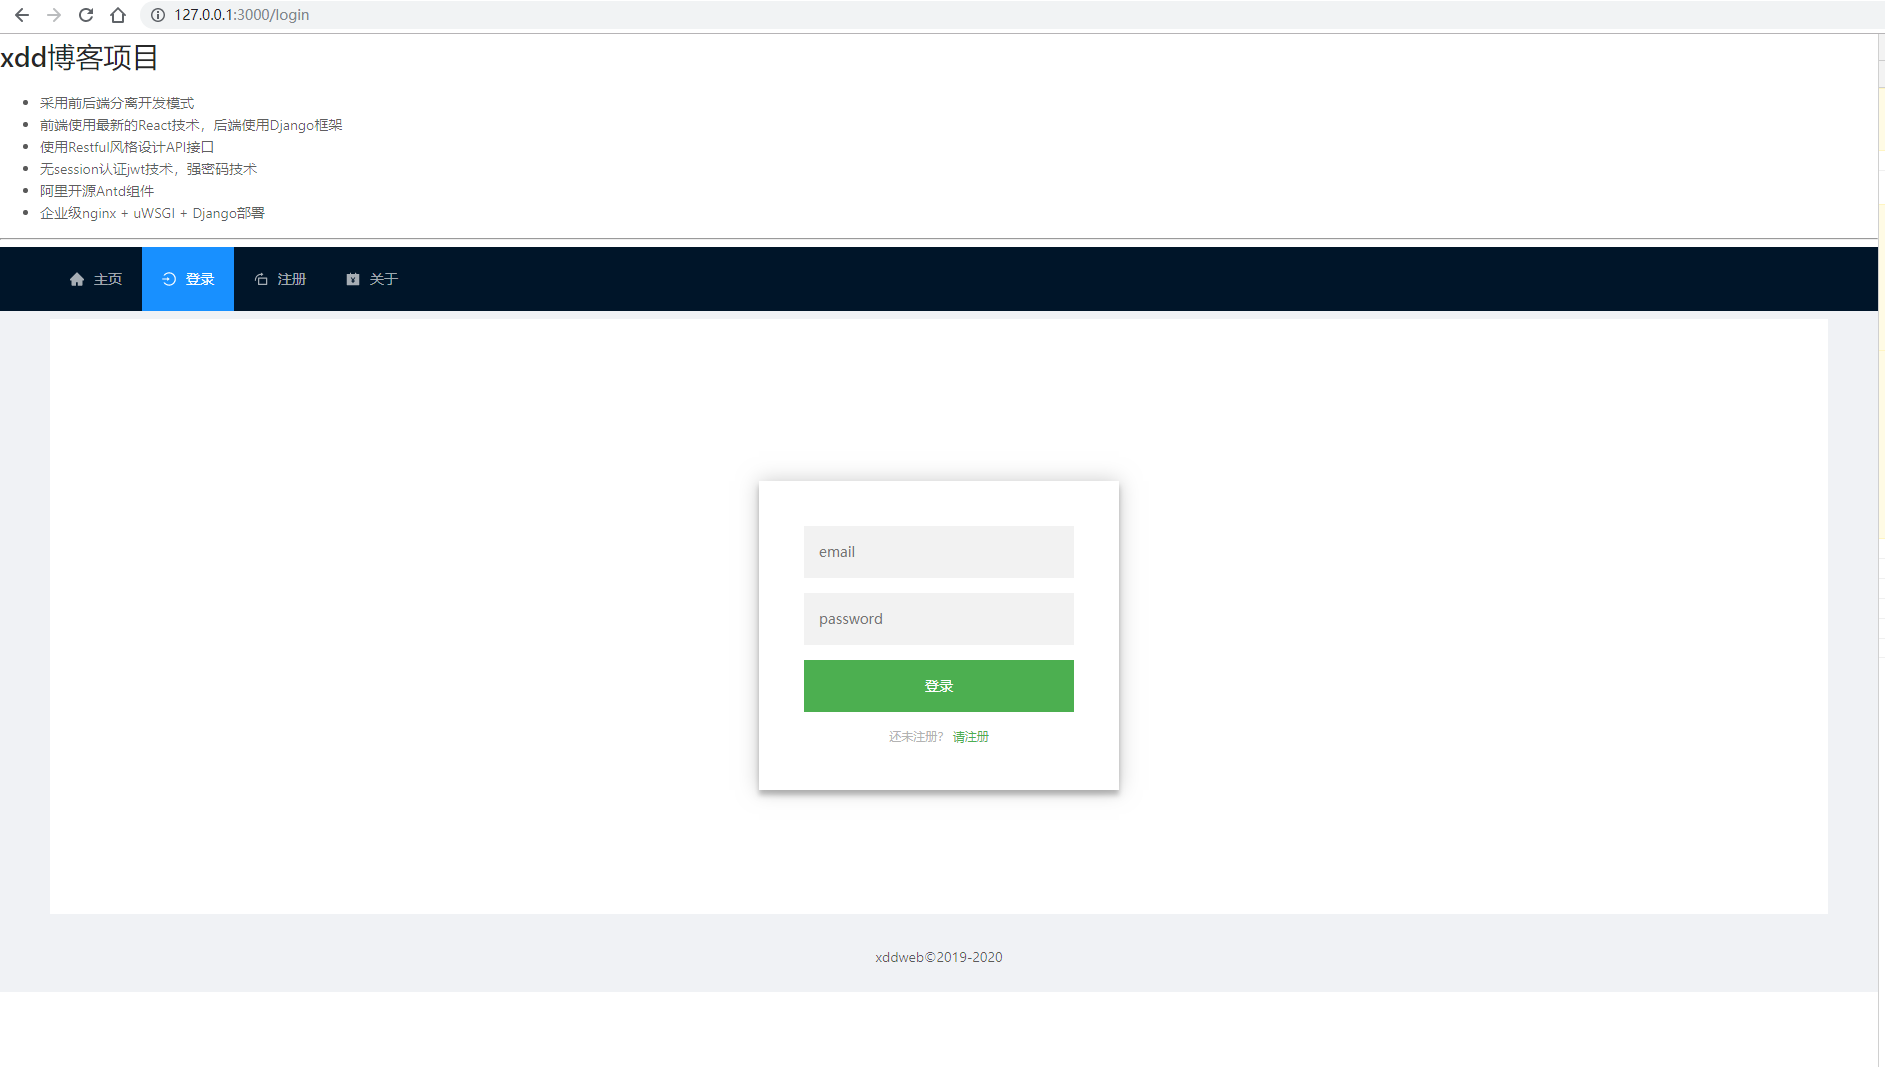 127.0.0.1:3000/login
xdd博客项目
采用前后端分离开发模式
前端使用最新的React技术，后端使用Django框架
使用Restful风格设计API接口
无session认证jwt技术，强密码技术
阿里开源Antd组件
企业级nginx + uWSGI + Django部署
主页 登录 注册 关于
email
password
登录
还未注册？ 请注册
xddweb©2019-2020